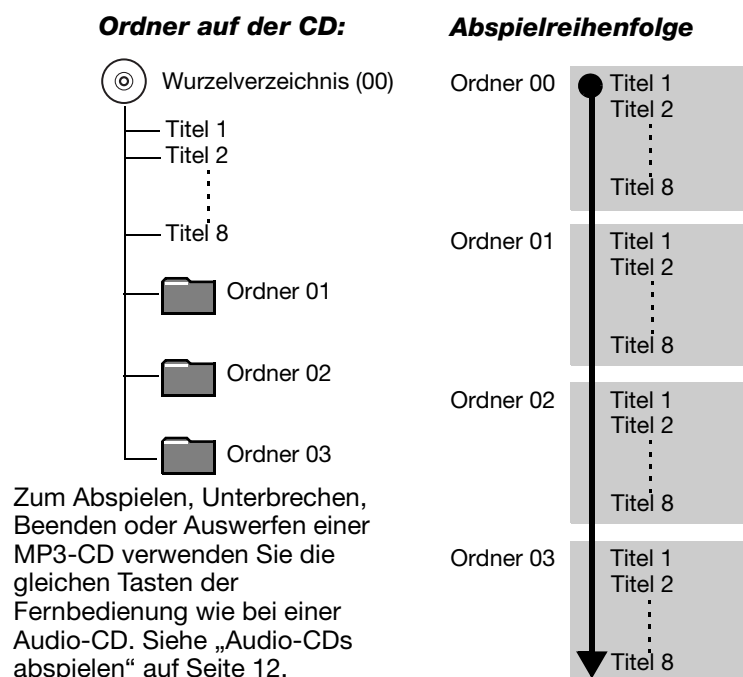 Ordner auf der CD:
Wurzelverzeichnis (00)
Titel 1
Titel 2
Titel 8
Ordner 01
Ordner 02
Ordner 03
Zum Abspielen, Unterbrechen,
Beenden oder Auswerfen einer
MP3-CD verwenden Sie die
gleichen Tasten der
Fernbedienung wie bei einer
Audio-CD. Siehe „Audio-CDs
abspielen“ auf Seite 12.
Abspielreihenfolge
Ordner 00
Titel 1
Titel 2
Titel 8
Ordner 01
Titel 1
Titel 2
Titel 8
Ordner 02
Titel 1
Titel 2
Titel 8
Ordner 03
Titel 1
Titel 2
Titel 8